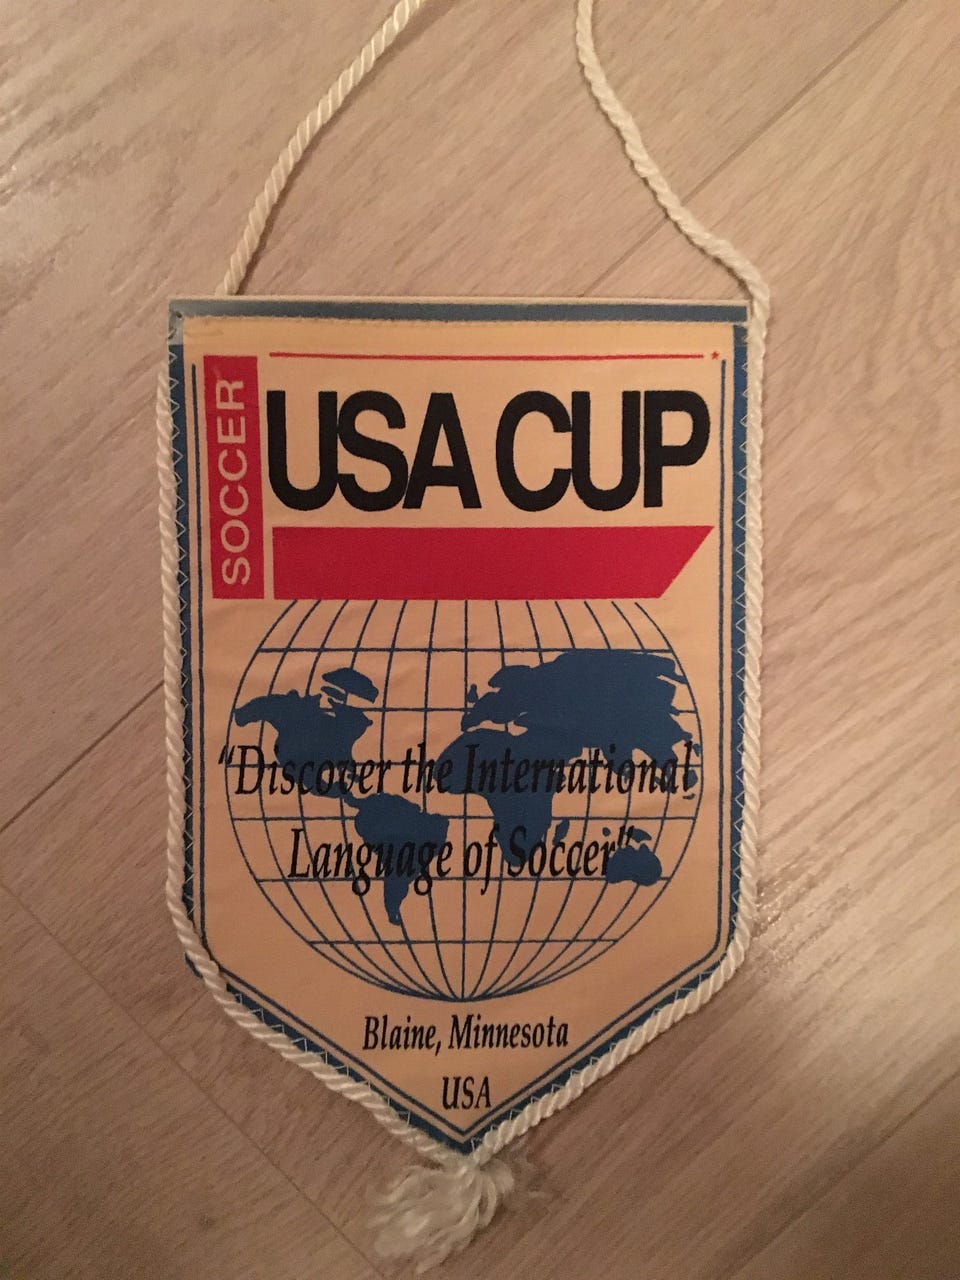 SOCCER
USA CUP
"Discover the International
Language of Soccer"
Blaine, Minnesota
USA